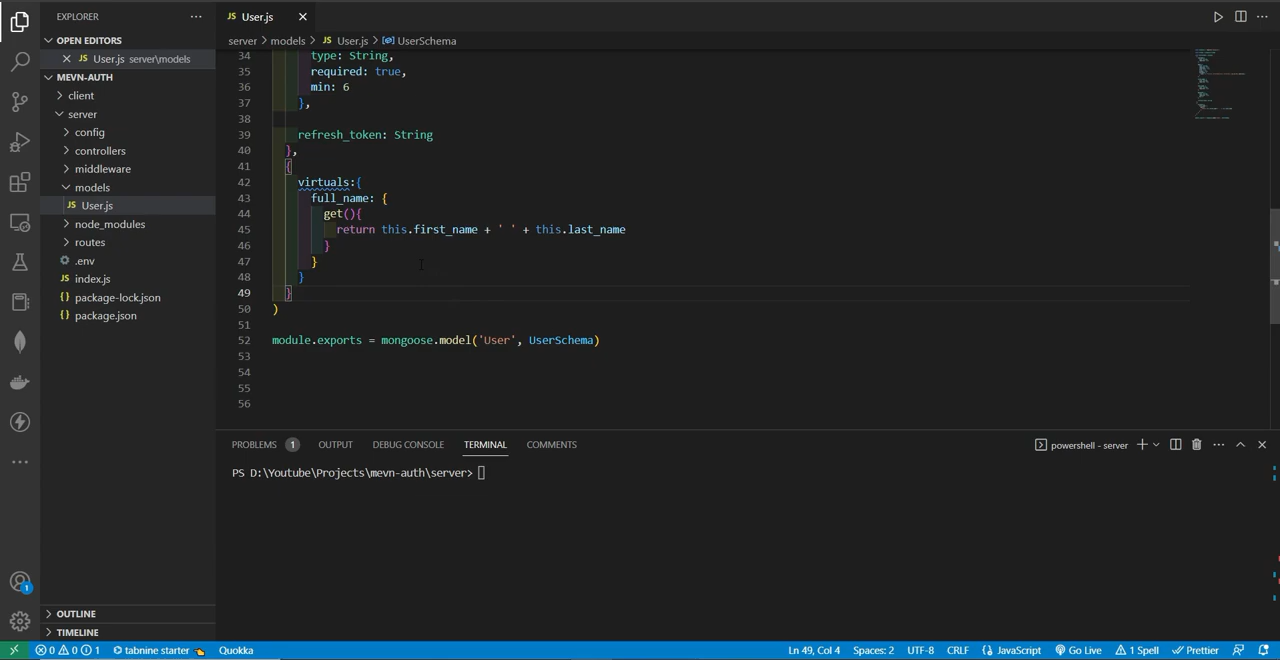 EXPLORER
OPEN EDITORS
JS User.js server\models
MEVN-AUTH
client
server
config
controllers
middleware
models
JS User.js
node_modules
routes
.env
JS index.js
{} package-lock.json
{} package.json
OUTLINE
TIMELINE
JS User.js
server > models > JS User.js > UserSchema
34 type: String,
35 required: true,
36 min: 6
37 },
38
39 refresh_token: String
40 },
41 {
42 virtuals:{
43 full_name: {
44 get(){
45 return this.first_name + ' ' + this.last_name
46 }
47 }
48 }
49 }
50 )
51
52 module.exports = mongoose.model('User', UserSchema)
53
54
55
56
PROBLEMS 1 OUTPUT DEBUG CONSOLE TERMINAL COMMENTS
powershell - server
PS D:\Youtube\Projects\mevn-auth\server>
1
0 0 1 tabnine starter Quokka Ln 49, Col 4 Spaces: 2 UTF-8 CRLF JavaScript Go Live 1 Spell Prettier